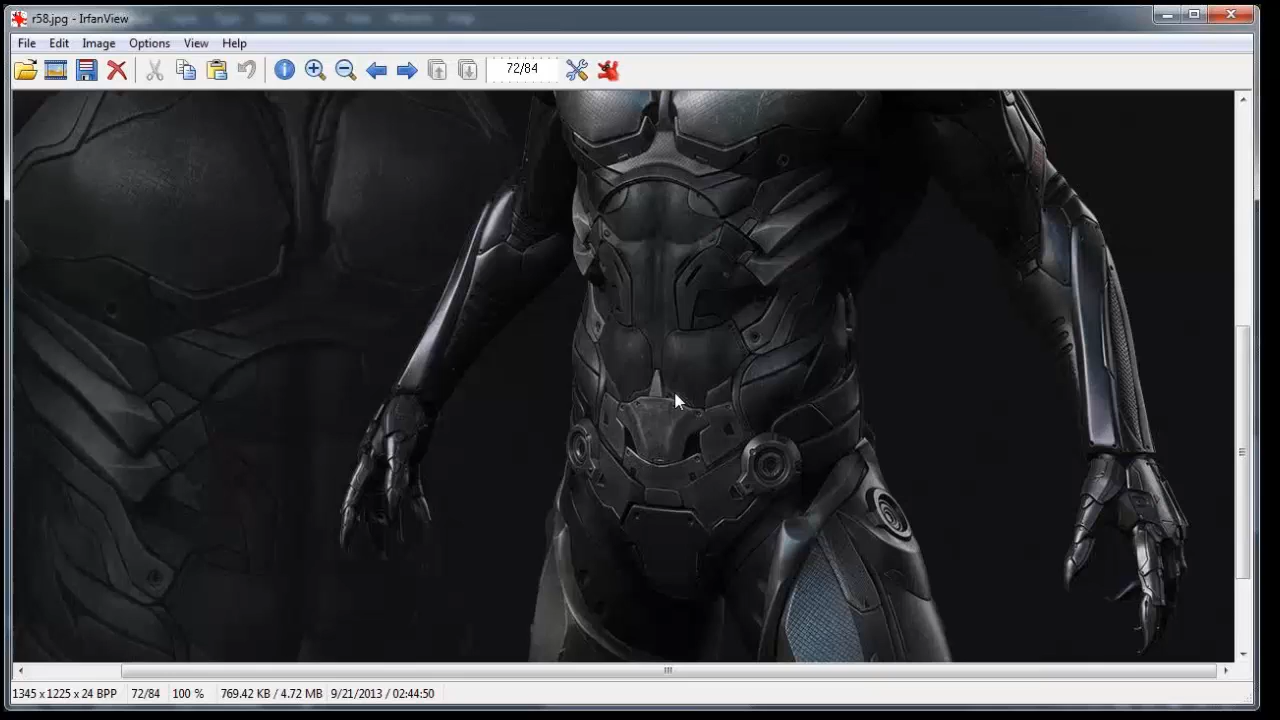 r58.jpg - IrfanView
File Edit Image Options View Help
72/84
1345 x 1225 x 24 BPP 72/84 100 % 769.42 KB / 4.72 MB 9/21/2013 / 02:44:50